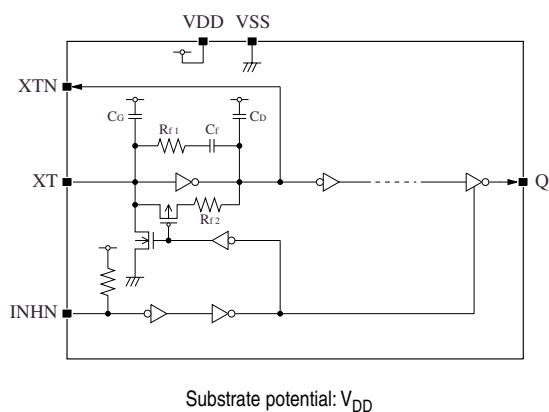 VDD VSS
XTN
CG CD
Rf1 Cf
XT Q
Rf2
INHN
Substrate potential: VDD